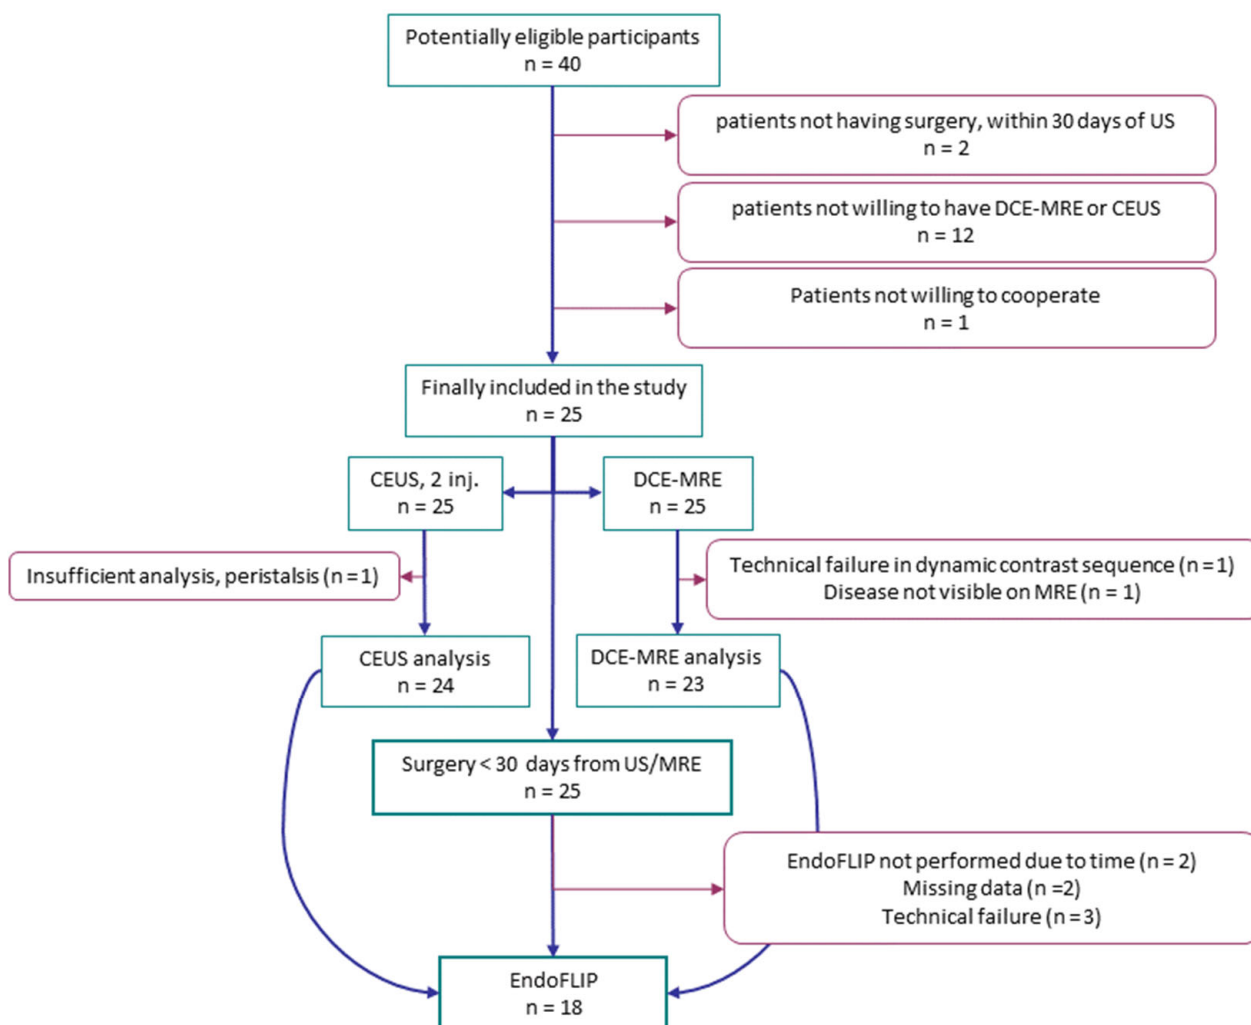 Potentially eligible participants
n = 40
patients not having surgery, within 30 days of US
n = 2
patients not willing to have DCE-MRE or CEUS
n = 12
Patients not willing to cooperate
n = 1
Finally included in the study
n = 25
CEUS, 2 inj.
n = 25
DCE-MRE
n = 25
Insufficient analysis, peristalsis (n = 1)
Technical failure in dynamic contrast sequence (n = 1)
Disease not visible on MRE (n = 1)
CEUS analysis
n = 24
DCE-MRE analysis
n = 23
Surgery < 30 days from US/MRE
n = 25
EndoFLIP not performed due to time (n = 2)
Missing data (n =2)
Technical failure (n = 3)
EndoFLIP
n = 18